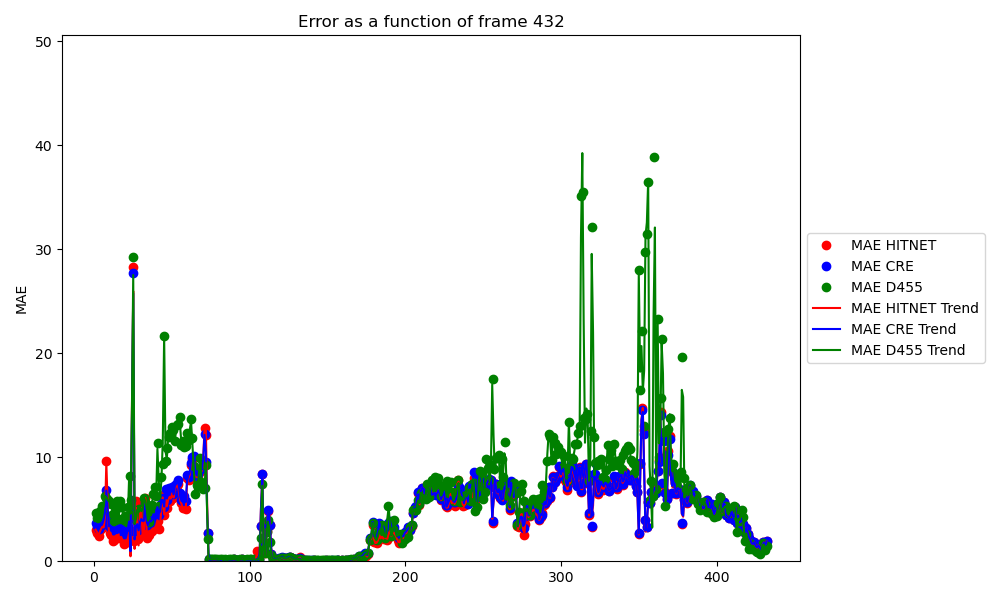 Error as a function of frame 432
MAE
50
40
30
20
10
0
0 100 200 300 400
MAE HITNET
MAE CRE
MAE D455
MAE HITNET Trend
MAE CRE Trend
MAE D455 Trend